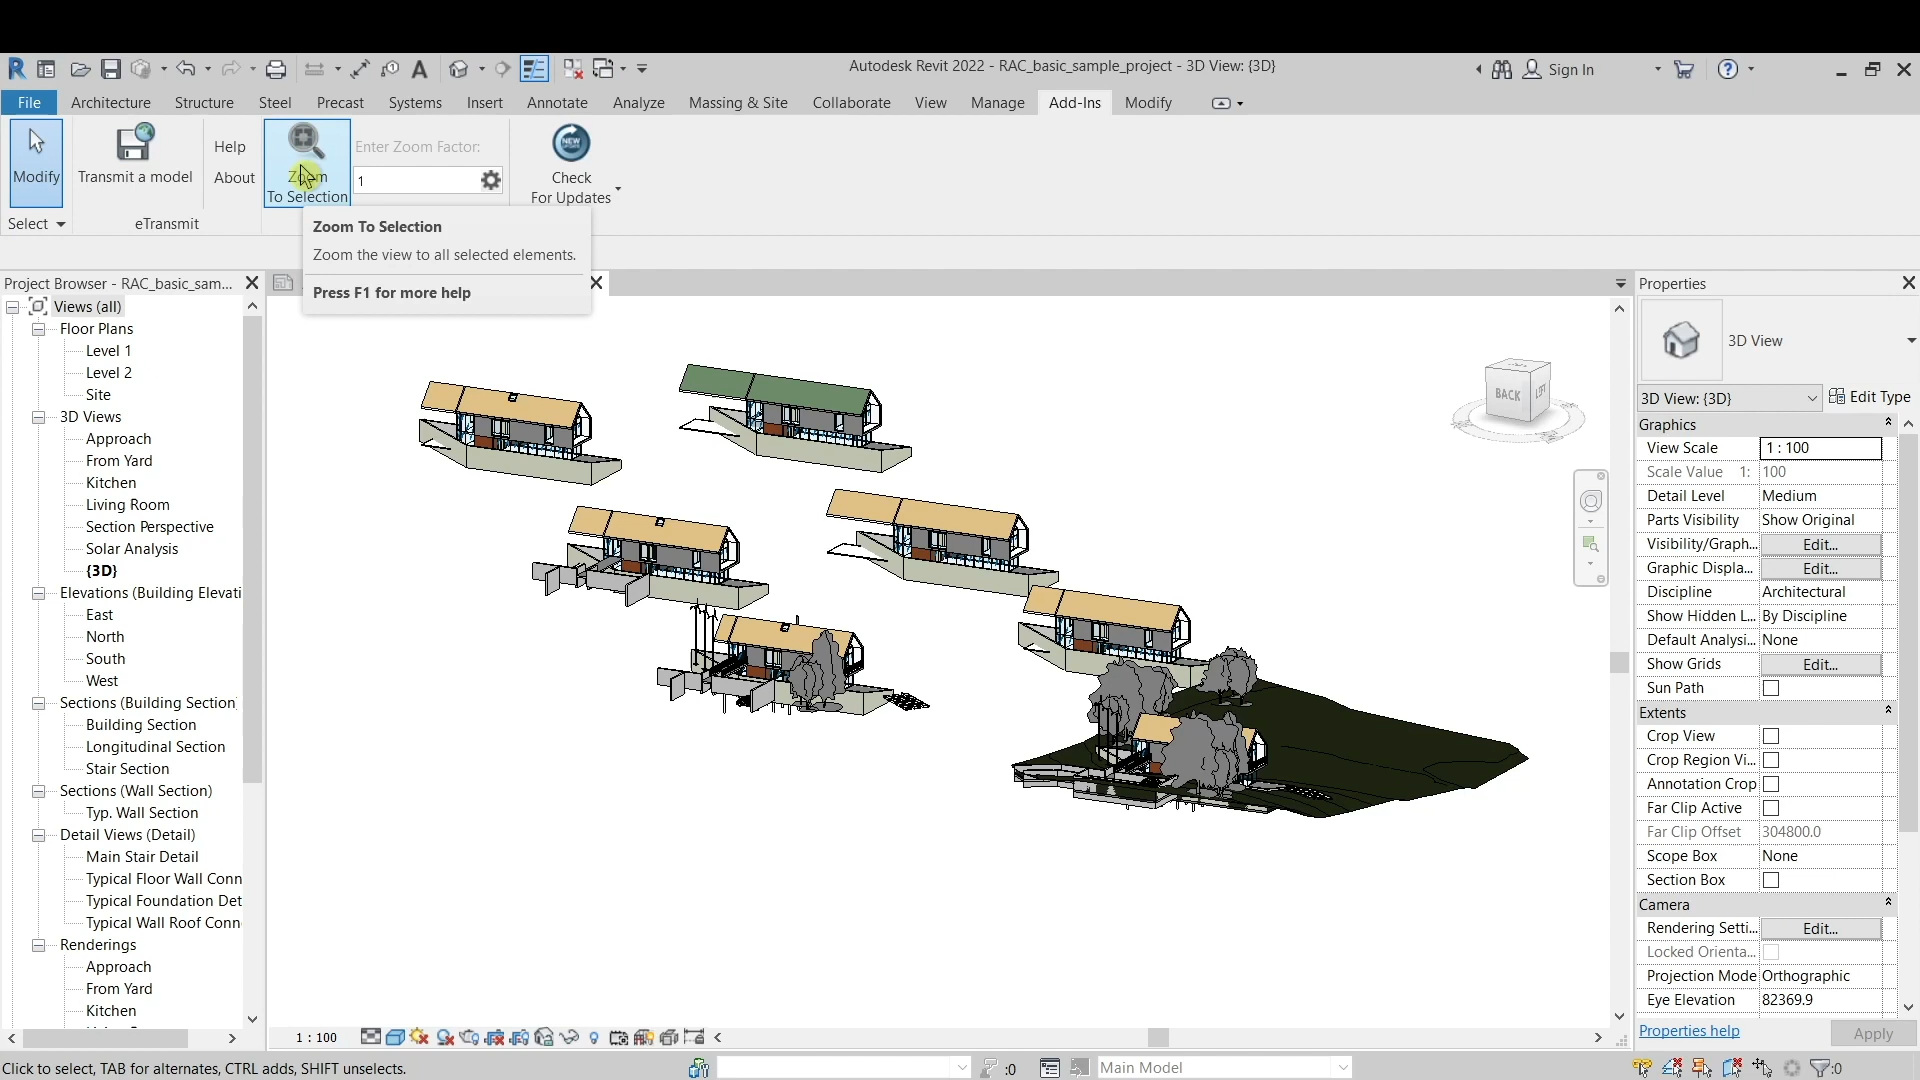 Autodesk Revit 2022 - RAC_basic_sample_project - 3D View: {3D}
Sign In
File
Architecture
Structure
Steel
Precast
Systems
Insert
Annotate
Analyze
Massing & Site
Collaborate
View
Manage
Add-Ins
Modify
Modify
Transmit a model
Help
About
Zoom
To Selection
Enter Zoom Factor:
1
NEW
UPDATE
Check
For Updates
Select
eTransmit
Zoom To Selection
Zoom the view to all selected elements.
Press F1 for more help
Project Browser - RAC_basic_sam...
Views (all)
Floor Plans
Level 1
Level 2
Site
3D Views
Approach
From Yard
Kitchen
Living Room
Section Perspective
Solar Analysis
{3D}
Elevations (Building Elevati
East
North
South
West
Sections (Building Section
Building Section
Longitudinal Section
Stair Section
Sections (Wall Section)
Typ. Wall Section
Detail Views (Detail)
Main Stair Detail
Typical Floor Wall Conn
Typical Foundation Det
Typical Wall Roof Conn
Renderings
Approach
From Yard
Kitchen
BACK
LEFT
Properties
3D View
3D View: {3D}
Edit Type
Graphics
View Scale 1 : 100
Scale Value 1: 100
Detail Level Medium
Parts Visibility Show Original
Visibility/Graph... Edit...
Graphic Displa... Edit...
Discipline Architectural
Show Hidden L... By Discipline
Default Analysi... None
Show Grids Edit...
Sun Path
Extents
Crop View
Crop Region Vi...
Annotation Crop
Far Clip Active
Far Clip Offset 304800.0
Scope Box None
Section Box
Camera
Rendering Setti... Edit...
Locked Orienta...
Projection Mode Orthographic
Eye Elevation 82369.9
Properties help
Apply
1 : 100
Click to select, TAB for alternates, CTRL adds, SHIFT unselects.
:0
Main Model
:0